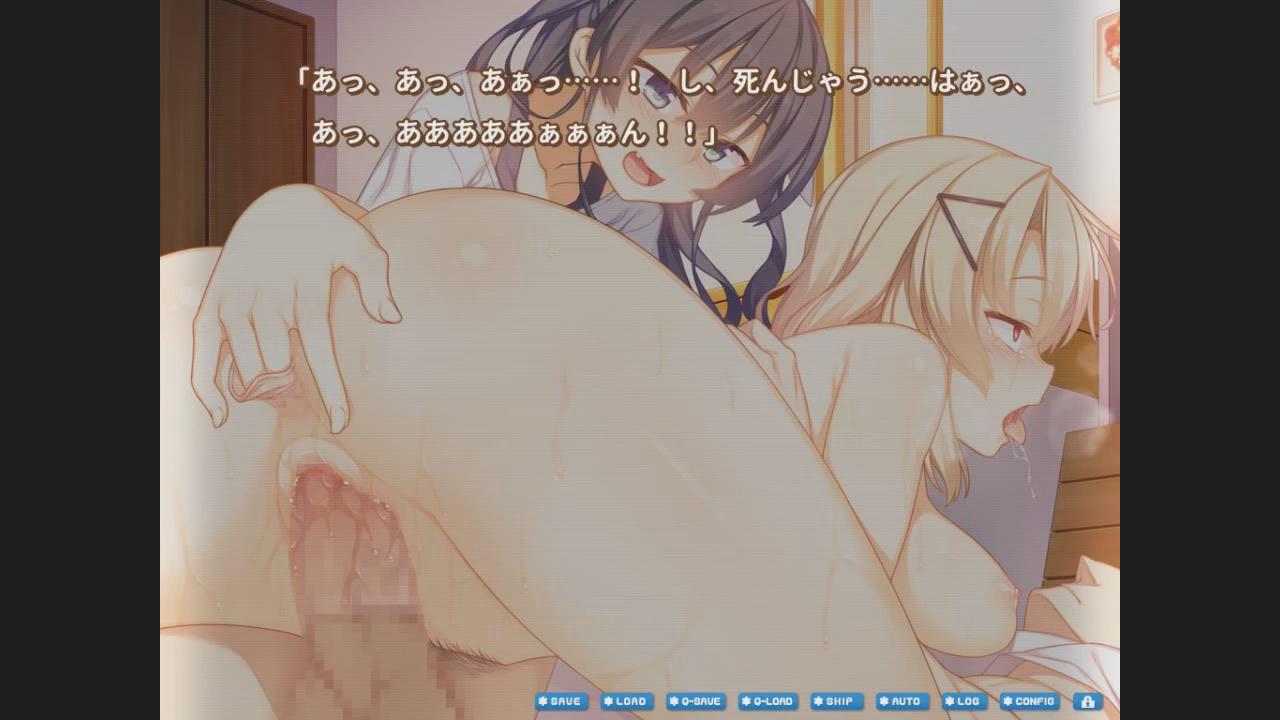 「あっ、あっ、あぁっ……！　し、死んじゃう……はぁっ、
あっ、あああああぁぁぁん！！」
SAVE LOAD Q-SAVE Q-LOAD SKIP AUTO LOG CONFIG